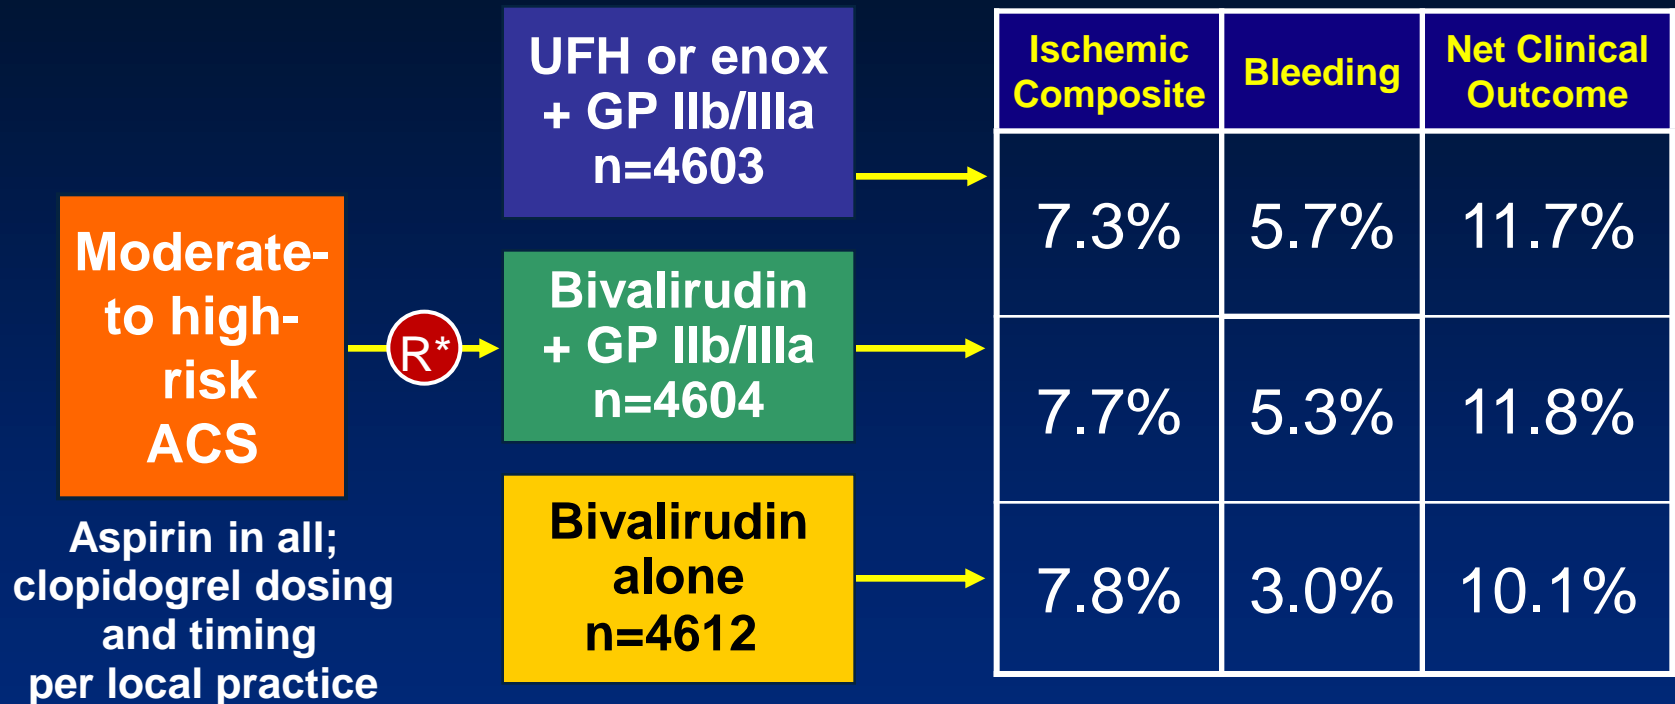 Moderate-
to high-
risk
ACS
Aspirin in all;
clopidogrel dosing
and timing
per local practice
R*
UFH or enox
+ GP IIb/IIIa
n=4603
Bivalirudin
+ GP IIb/IIIa
n=4604
Bivalirudin
alone
n=4612
Ischemic Composite
Bleeding
Net Clinical Outcome
7.3% 5.7% 11.7%
7.7% 5.3% 11.8%
7.8% 3.0% 10.1%